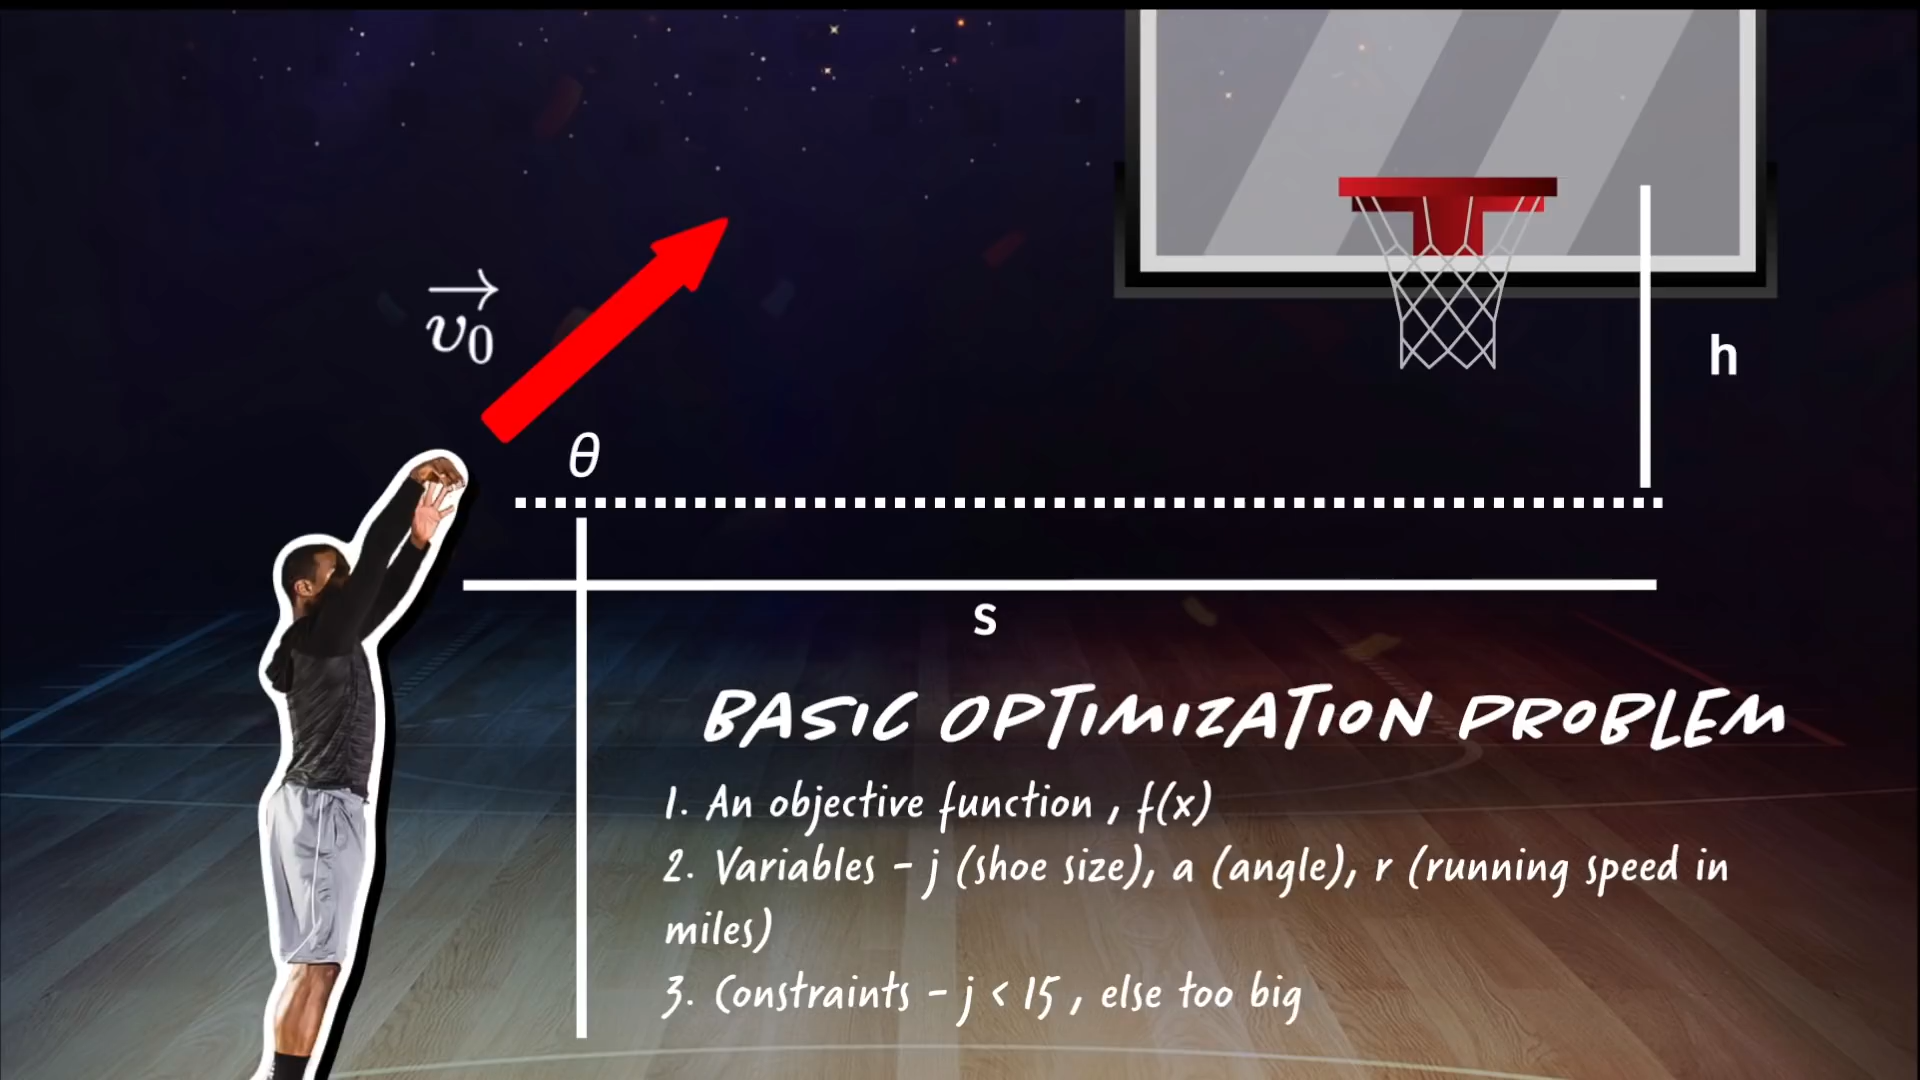 h
v₀
θ
s
BASIC OPTIMIZATION PROBLEM
1. An objective function , f(x)
2. Variables - j (shoe size), a (angle), r (running speed in
miles)
3. Constraints - j < 15 , else too big